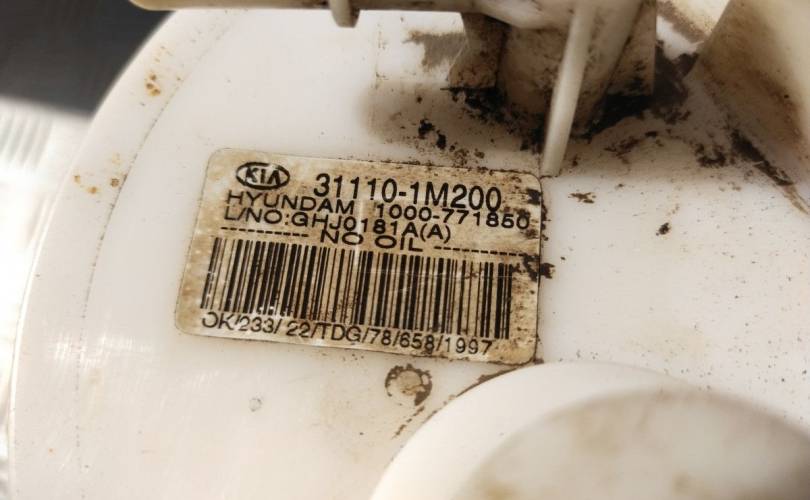 KIA 31110-1M200
HYUNDAM 1000-771850
L/NO:GHJ0181A(A)
---------- NO OIL ----------
OK/233/ 22/TDG/78/658/1997